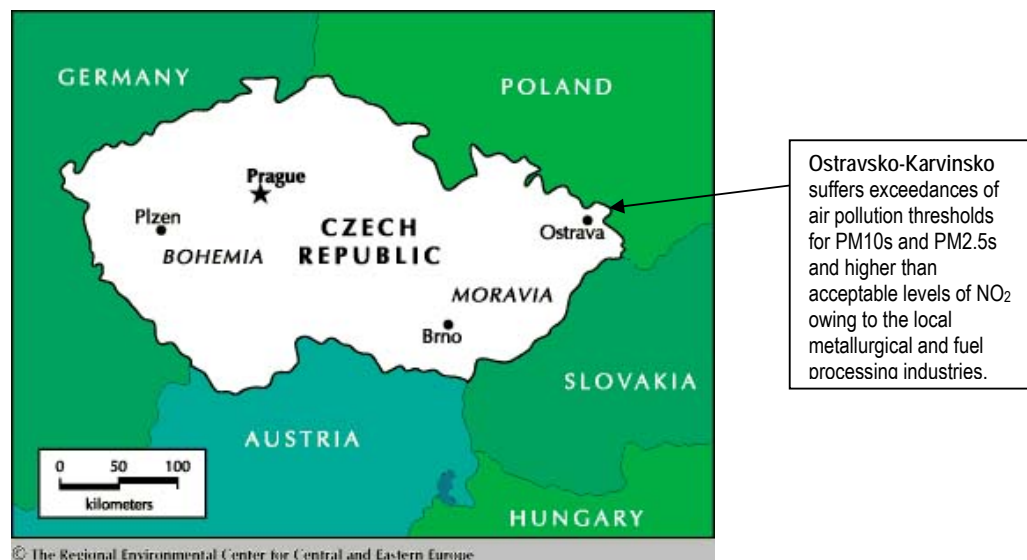 GERMANY
POLAND
Prague
Plzen
CZECH
REPUBLIC
BOHEMIA
Ostrava
MORAVIA
Brno
SLOVAKIA
AUSTRIA
0 50 100
kilometers
HUNGARY
© The Regional Environmental Center for Central and Eastern Europe
Ostravsko-Karvinsko
suffers exceedances of
air pollution thresholds
for PM10s and PM2.5s
and higher than
acceptable levels of NO₂
owing to the local
metallurgical and fuel
processing industries.